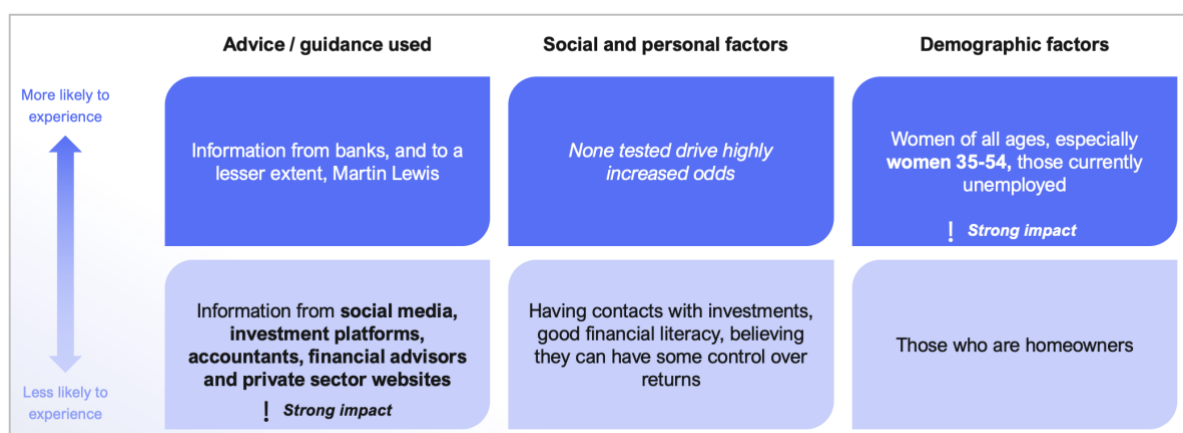 Advice / guidance used
Social and personal factors
Demographic factors
More likely to
experience
Information from banks, and to a
lesser extent, Martin Lewis
None tested drive highly
increased odds
Women of all ages, especially
women 35-54, those currently
unemployed
! Strong impact
Information from social media,
investment platforms,
accountants, financial advisors
and private sector websites
! Strong impact
Having contacts with investments,
good financial literacy, believing
they can have some control over
returns
Those who are homeowners
Less likely to
experience